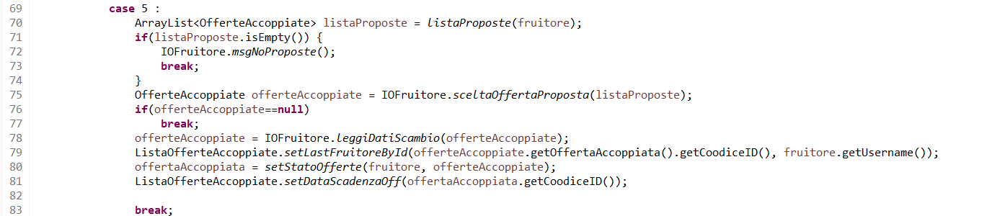 69 case 5 :
70 ArrayList<OfferteAccoppiate> listaProposte = listaProposte(fruitore);
71 if(listaProposte.isEmpty()) {
72 IOFruitore.msgNoProposte();
73 break;
74 }
75 OfferteAccoppiate offerteAccoppiate = IOFruitore.sceltaOffertaProposta(listaProposte);
76 if(offerteAccoppiate==null)
77 break;
78 offerteAccoppiate = IOFruitore.leggiDatiScambio(offerteAccoppiate);
79 ListaOfferteAccoppiate.setLastFruitoreById(offerteAccoppiate.getOffertaAccoppiata().getCoodiceID(), fruitore.getUsername());
80 offertaAccoppiata = setStatoOfferte(fruitore, offerteAccoppiate);
81 ListaOfferteAccoppiate.setDataScadenzaOff(offertaAccoppiata.getCoodiceID());
82
83 break;